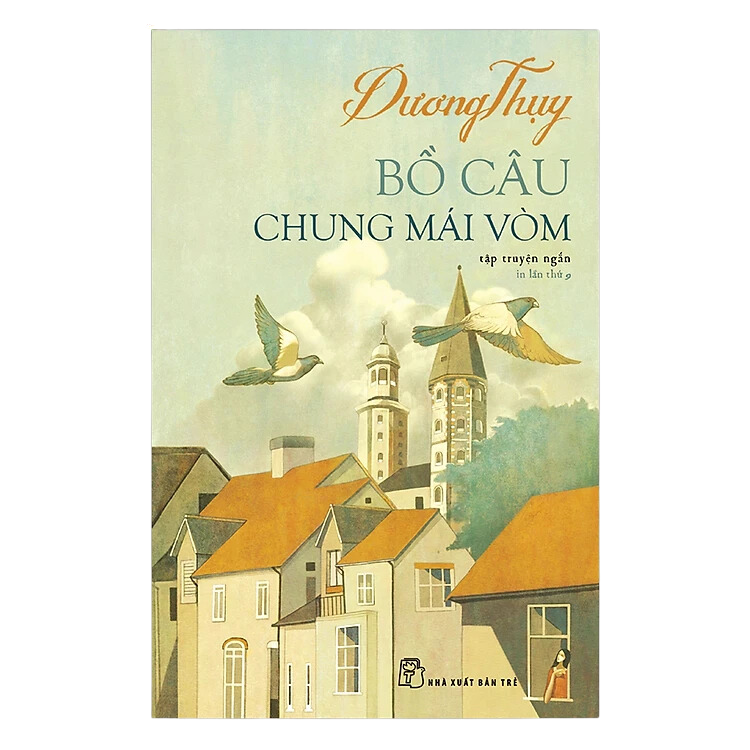 Dương Thụy
BỒ CÂU
CHUNG MÁI VÒM
tập truyện ngắn
in lần thứ 9
NHÀ XUẤT BẢN TRẺ